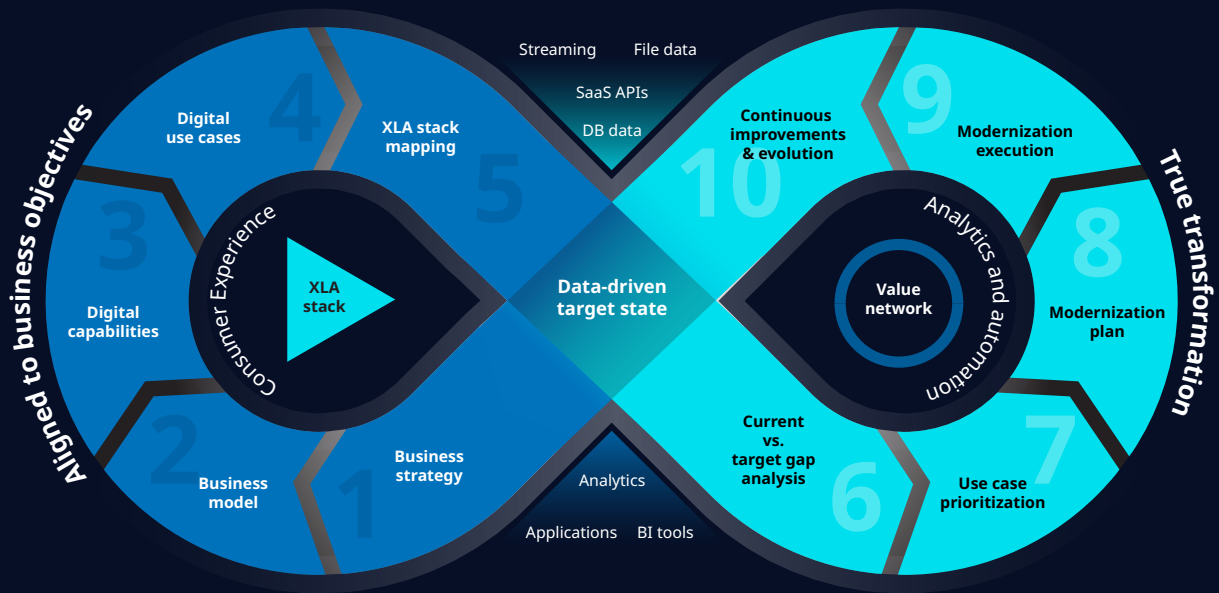 Streaming
File data
SaaS APIs
DB data
Aligned to business objectives
4
Digital
use cases
XLA stack
mapping
5
3
Digital
capabilities
Consumer Experience
XLA
stack
2
Business
model
1
Business
strategy
Data-driven
target state
Analytics
Applications
BI tools
Continuous
improvements
& evolution
10
9
Modernization
execution
8
Modernization
plan
Analytics and automation
Value
network
Current
vs.
target gap
analysis
6
7
Use case
prioritization
True transformation